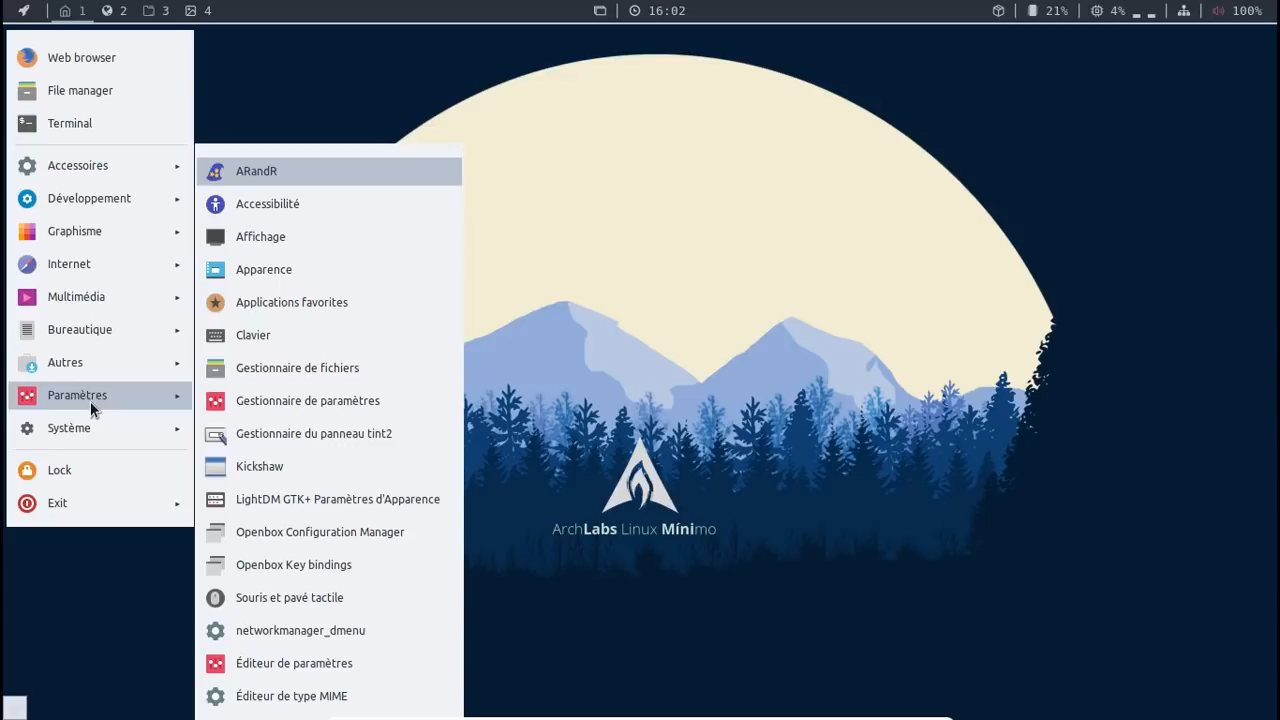 1 2 3 4 16:02 21% 4% 100%
Web browser
File manager
Terminal
Accessoires
Développement
Graphisme
Internet
Multimédia
Bureautique
Autres
Paramètres
Système
Lock
Exit
ARandR
Accessibilité
Affichage
Apparence
Applications favorites
Clavier
Gestionnaire de fichiers
Gestionnaire de paramètres
Gestionnaire du panneau tint2
Kickshaw
LightDM GTK+ Paramètres d'Apparence
Openbox Configuration Manager
Openbox Key bindings
Souris et pavé tactile
networkmanager_dmenu
Éditeur de paramètres
Éditeur de type MIME
ArchLabs Linux Mínimo